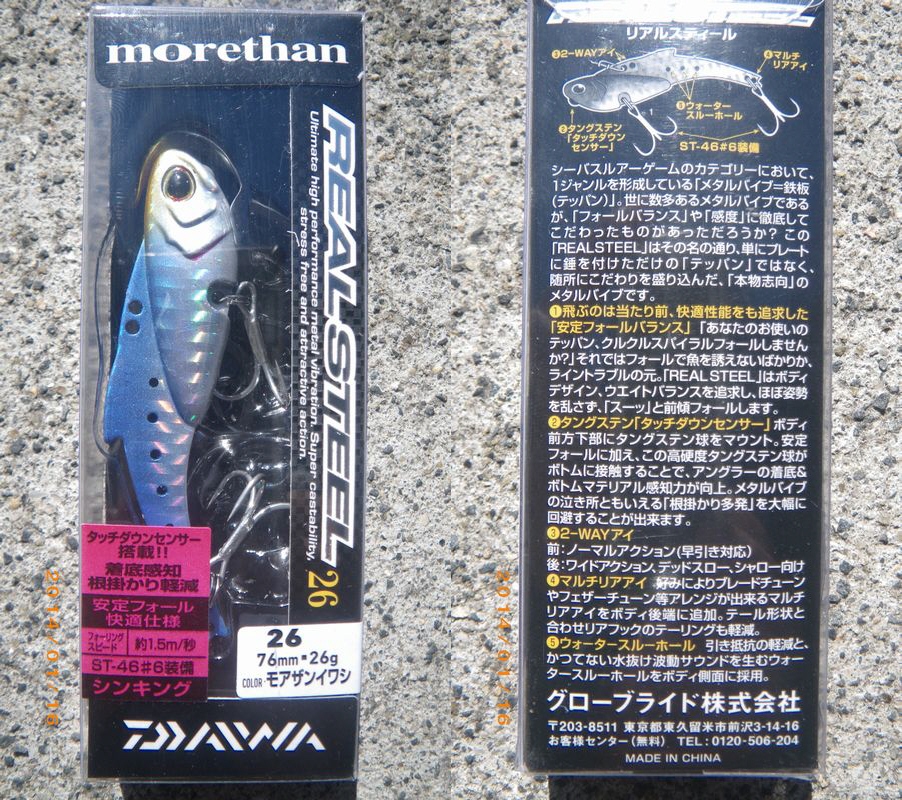 morethan
REAL STEEL 26
Ultimate high performance metal vibration. Super castability,
stress free and attractive action.
タッチダウンセンサー
搭載!!
着底感知
根掛かり軽減
安定フォール
快適仕様
フォーリング
スピード
約1.5m/秒
ST-46#6装備
シンキング
26
76mm▪26g
COLOR▪モアザンイワシ
DAIWA
2014/01/16
REAL STEEL
リアルスティール
③2-WAYアイ
④マルチ
リアアイ
⑤ウォーター
スルーホール
②タングステン
「タッチダウン
センサー」
ST-46#6装備
シーバスルアーゲームのカテゴリーにおいて、
1ジャンルを形成している「メタルバイブ=鉄板
(テッパン)」。世に数多あるメタルバイブである
が、「フォールバランス」や「感度」に徹底して
こだわったものがあっただろうか? この
「REAL STEEL」はその名の通り、単にプレート
に錘を付けただけの「テッパン」ではなく、
随所にこだわりを盛り込んだ、「本物志向」の
メタルバイブです。
①飛ぶのは当たり前、快適性能をも追求した
「安定フォールバランス」 「あなたのお使いの
テッパン、クルクルスパイラルフォールしません
か?」それではフォールで魚を誘えないばかりか、
ライントラブルの元。「REAL STEEL」はボディ
デザイン、ウエイトバランスを追求し、ほぼ姿勢
を乱さず、「スーッ」と前傾フォールします。
②タングステン「タッチダウンセンサー」 ボディ
前方下部にタングステン球をマウント。安定
フォールに加え、この高硬度タングステン球が
ボトムに接触することで、アングラーの着底&
ボトムマテリアル感知力が向上。メタルバイブ
の泣き所ともいえる「根掛かり多発」を大幅に
回避することが出来ます。
③2-WAYアイ
前:ノーマルアクション(早引き対応)
後:ワイドアクション、デッドスロー、シャロー向け
④マルチリアアイ 好みによりブレードチューン
やフェザーチューン等アレンジが出来るマルチ
リアアイをボディ後端に追加。テール形状と
合わせリアフックのテーリングも軽減。
⑤ウォータースルーホール 引き抵抗の軽減と、
かつてない水抜け波動サウンドを生むウォー
タースルーホールをボディ側面に採用。
グローブライド株式会社
〒203-8511 東京都東久留米市前沢3-14-16
お客様センター(無料) TEL:0120-506-204
MADE IN CHINA
2014/01/16